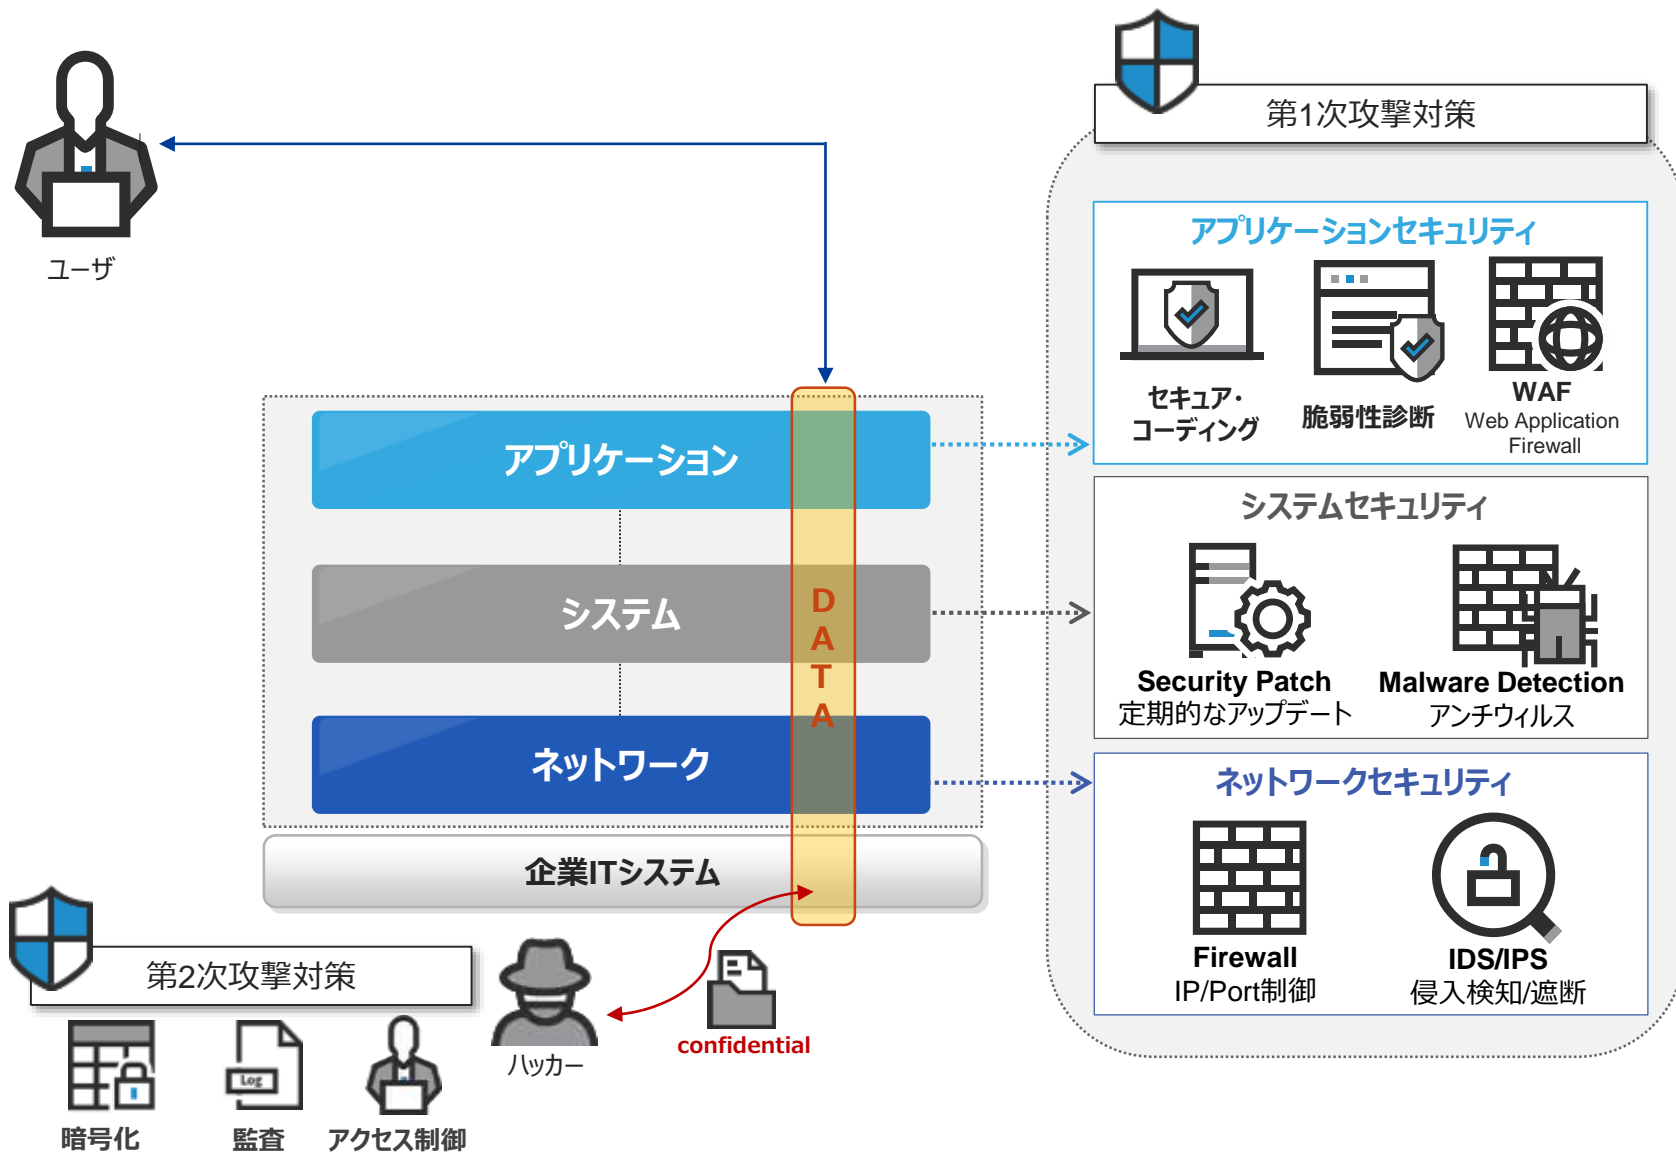 第1次攻撃対策
ユーザ
アプリケーションセキュリティ
セキュア・
コーディング
脆弱性診断
WAF
Web Application
Firewall
アプリケーション
システム
ネットワーク
DATA
企業ITシステム
システムセキュリティ
Security Patch
定期的なアップデート
Malware Detection
アンチウィルス
ネットワークセキュリティ
Firewall
IP/Port制御
IDS/IPS
侵入検知/遮断
第2次攻撃対策
Log
暗号化
監査
アクセス制御
ハッカー
confidential